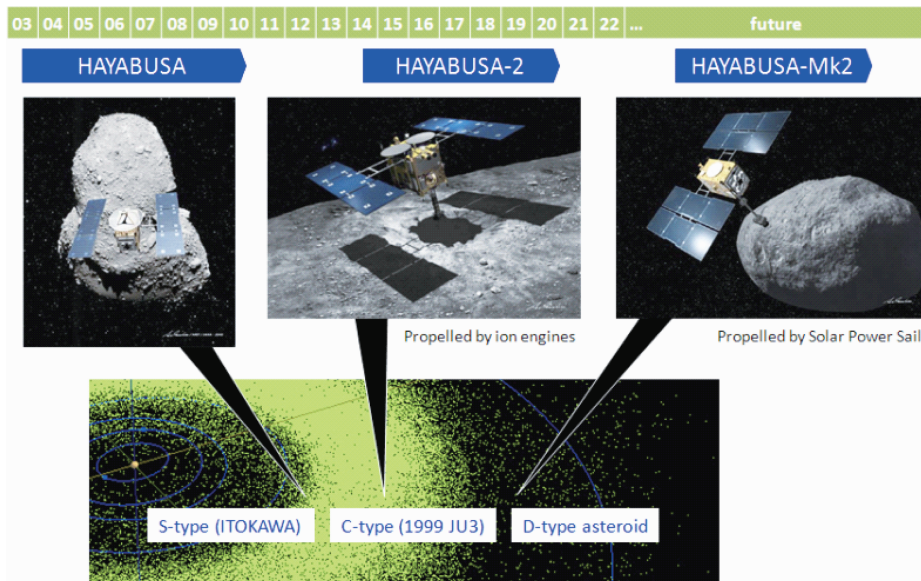 03 04 05 06 07 08 09 10 11 12 13 14 15 16 17 18 19 20 21 22 ... future
HAYABUSA HAYABUSA-2 HAYABUSA-Mk2
Propelled by ion engines Propelled by Solar Power Sail
S-type (ITOKAWA) C-type (1999 JU3) D-type asteroid